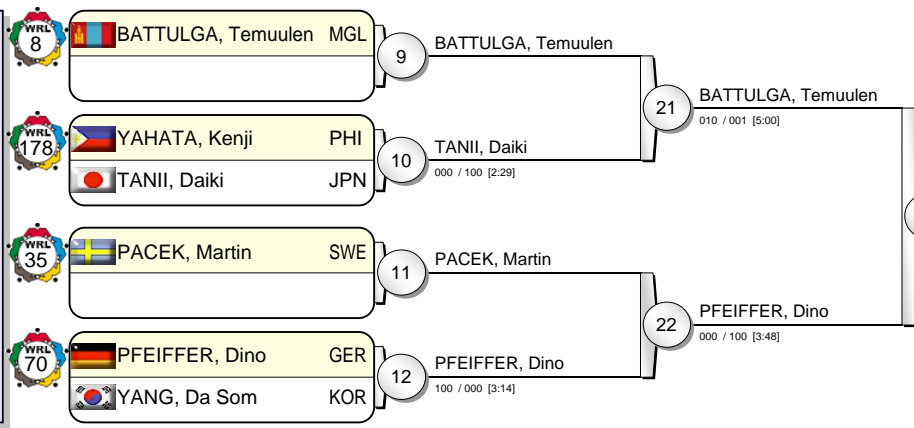 WRL
8
BATTULGA, Temuulen MGL
9
BATTULGA, Temuulen
21
BATTULGA, Temuulen
010 / 001 [5:00]
WRL
178
YAHATA, Kenji PHI
TANII, Daiki JPN
10
TANII, Daiki
000 / 100 [2:29]
WRL
35
PACEK, Martin SWE
11
PACEK, Martin
22
PFEIFFER, Dino
000 / 100 [3:48]
WRL
70
PFEIFFER, Dino GER
YANG, Da Som KOR
12
PFEIFFER, Dino
100 / 000 [3:14]